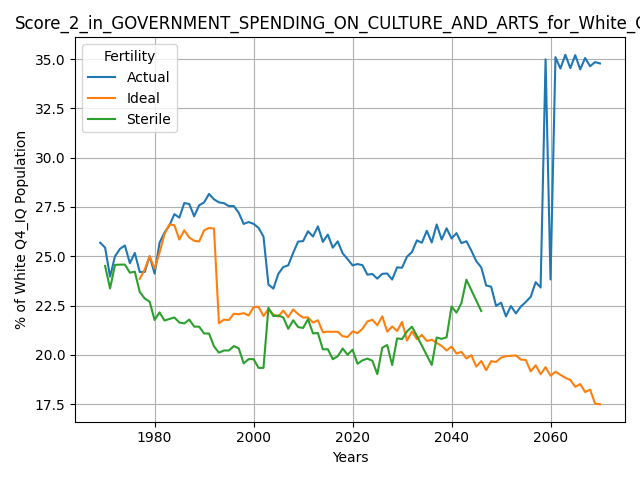 Score_2_in_GOVERNMENT_SPENDING_ON_CULTURE_AND_ARTS_for_White_
Fertility
Actual
Ideal
Sterile
35.0
32.5
30.0
27.5
25.0
22.5
20.0
17.5
% of White Q4_IQ Population
1980
2000
2020
2040
2060
Years